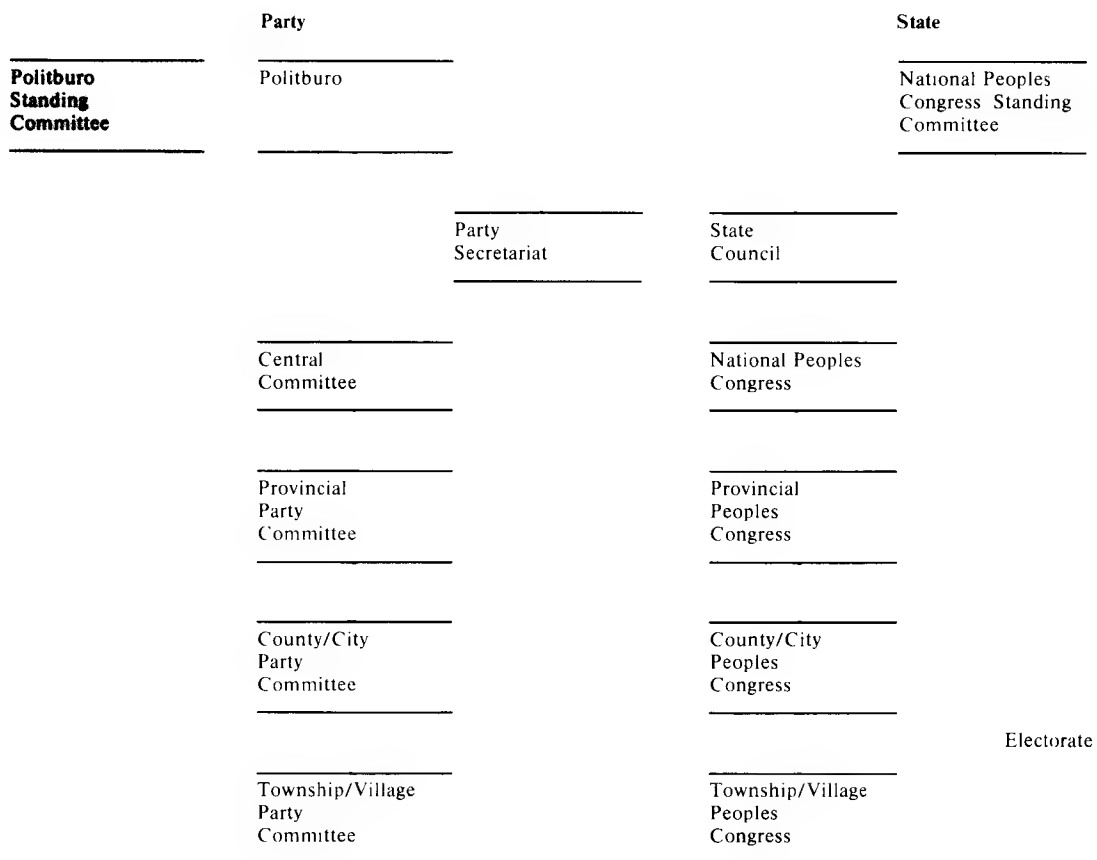 Party
State
Politburo
Standing
Committee
Politburo
National Peoples
Congress Standing
Committee
Party
Secretariat
State
Council
Central
Committee
National Peoples
Congress
Provincial
Party
Committee
Provincial
Peoples
Congress
County/City
Party
Committee
County/City
Peoples
Congress
Electorate
Township/Village
Party
Committee
Township/Village
Peoples
Congress